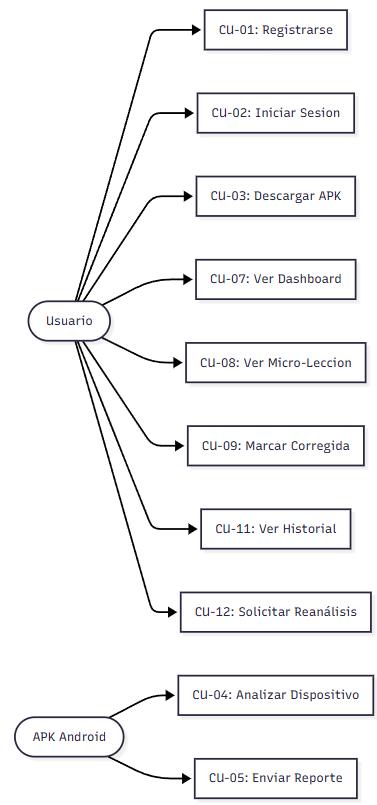 CU-01: Registrarse
CU-02: Iniciar Sesion
CU-03: Descargar APK
CU-07: Ver Dashboard
Usuario
CU-08: Ver Micro-Leccion
CU-09: Marcar Corregida
CU-11: Ver Historial
CU-12: Solicitar Reanálisis
CU-04: Analizar Dispositivo
APK Android
CU-05: Enviar Reporte